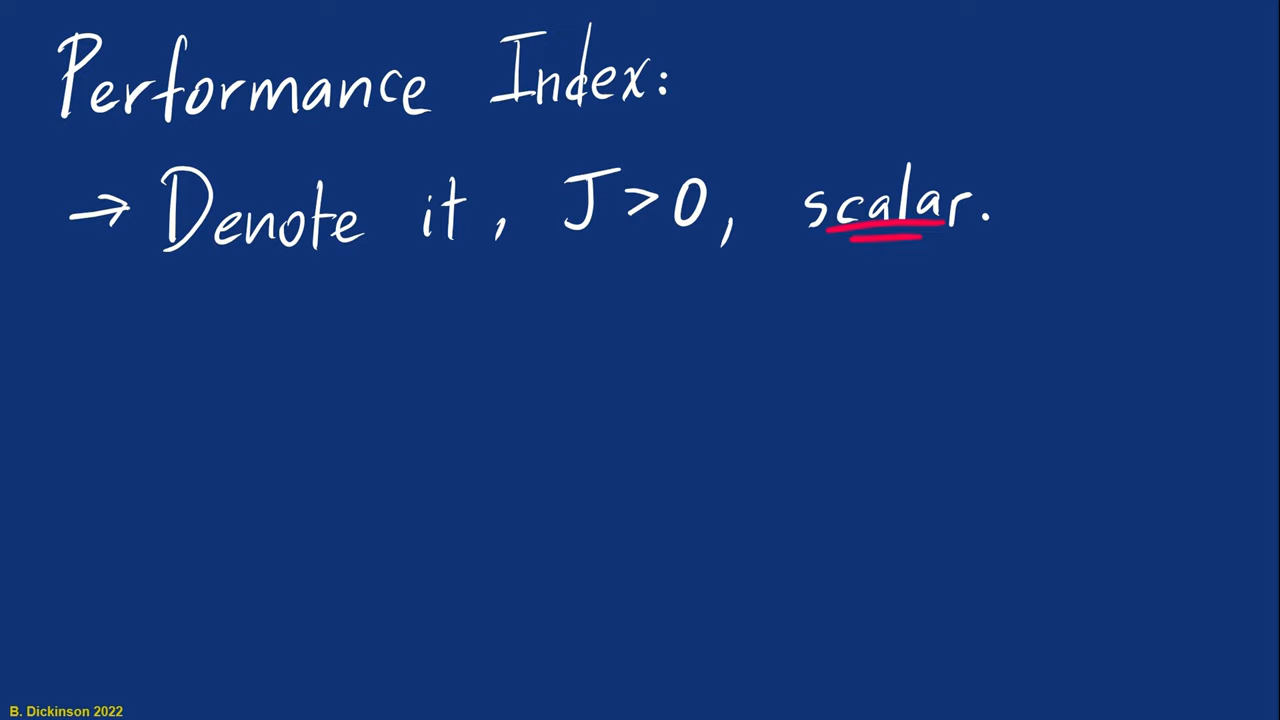 Performance Index:
→ Denote it, J > 0, scalar.
B. Dickinson 2022